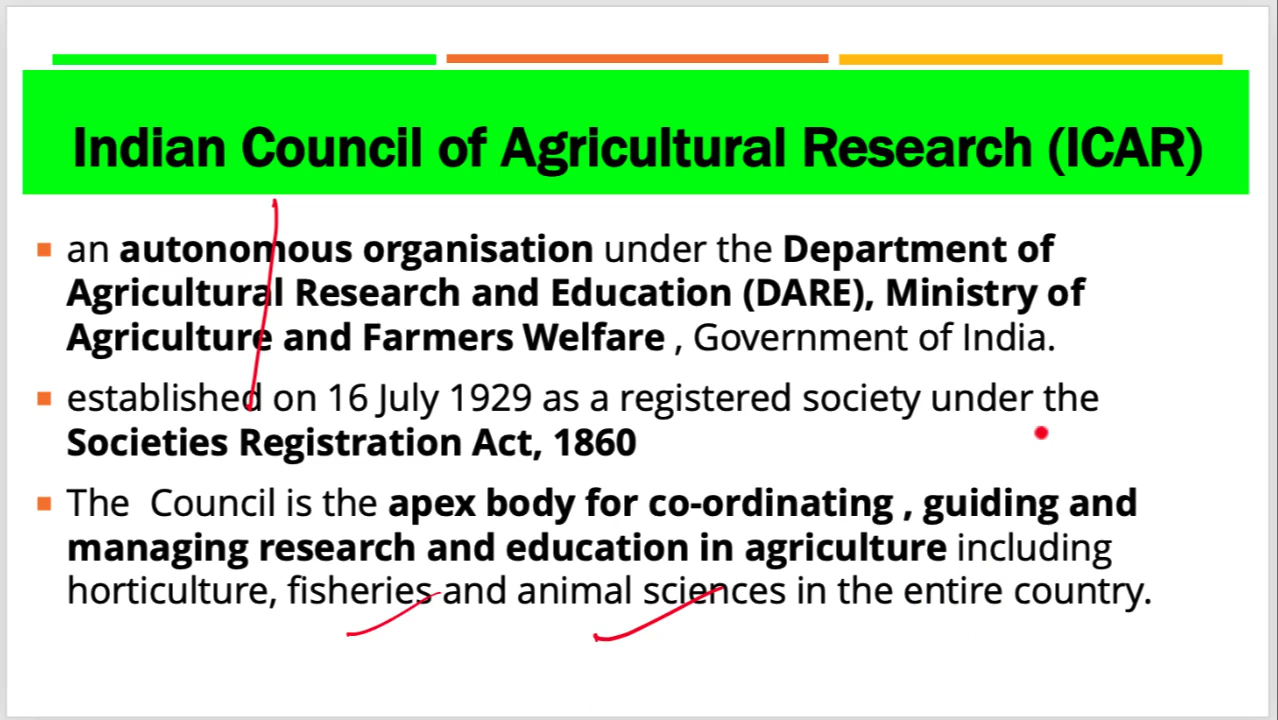 Indian Council of Agricultural Research (ICAR)
an autonomous organisation under the Department of
Agricultural Research and Education (DARE), Ministry of
Agriculture and Farmers Welfare , Government of India.
established on 16 July 1929 as a registered society under the
Societies Registration Act, 1860
The Council is the apex body for co-ordinating , guiding and
managing research and education in agriculture including
horticulture, fisheries and animal sciences in the entire country.